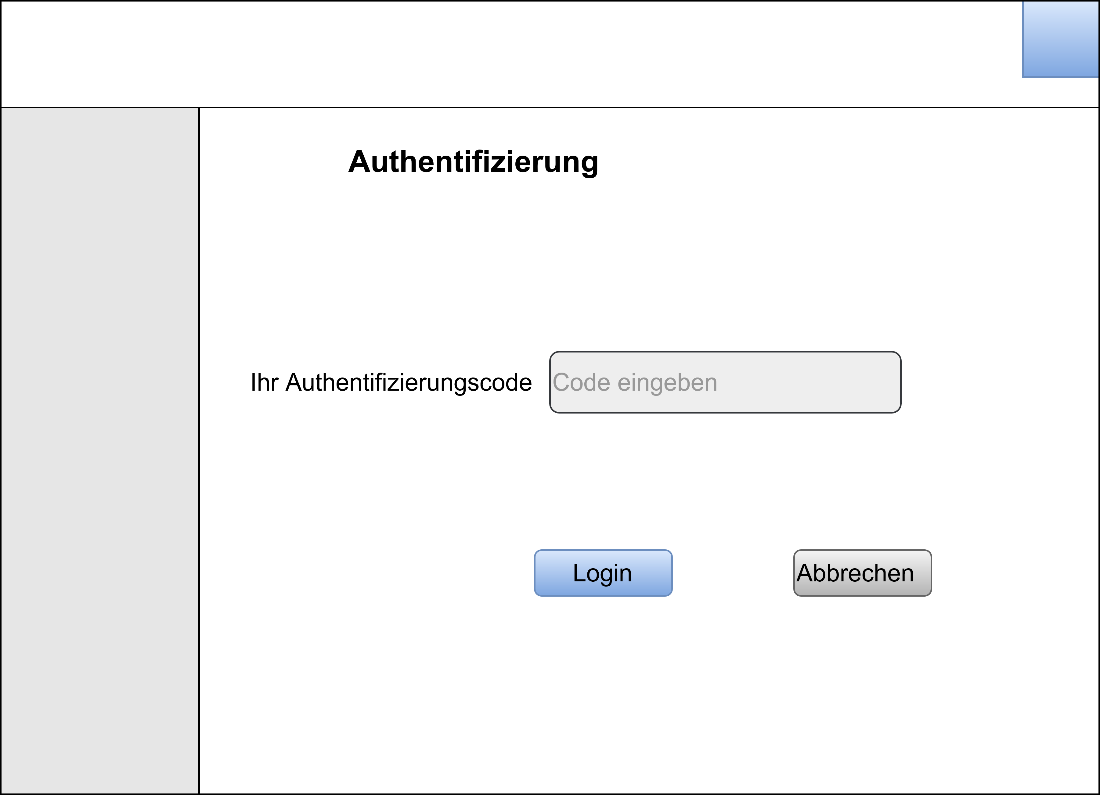 Authentifizierung
Ihr Authentifizierungscode
Code eingeben
Login
Abbrechen